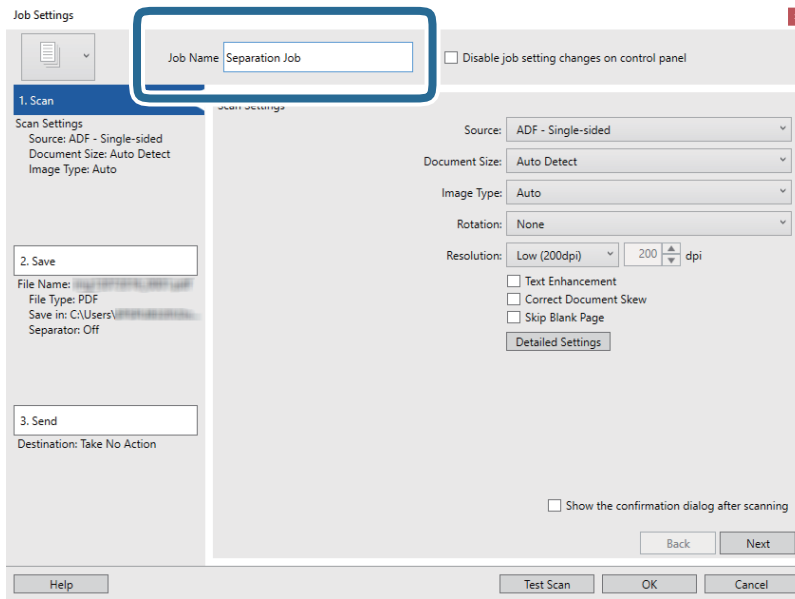 Job Settings
Job Name Separation Job
Disable job setting changes on control panel
1. Scan
Scan Settings
Source: ADF - Single-sided
Document Size: Auto Detect
Image Type: Auto
2. Save
File Name:
File Type: PDF
Save in: C:\Users\
Separator: Off
3. Send
Destination: Take No Action
Scan Settings
Source: ADF - Single-sided
Document Size: Auto Detect
Image Type: Auto
Rotation: None
Resolution: Low (200dpi) 200 dpi
Text Enhancement
Correct Document Skew
Skip Blank Page
Detailed Settings
Show the confirmation dialog after scanning
Back Next
Help Test Scan OK Cancel